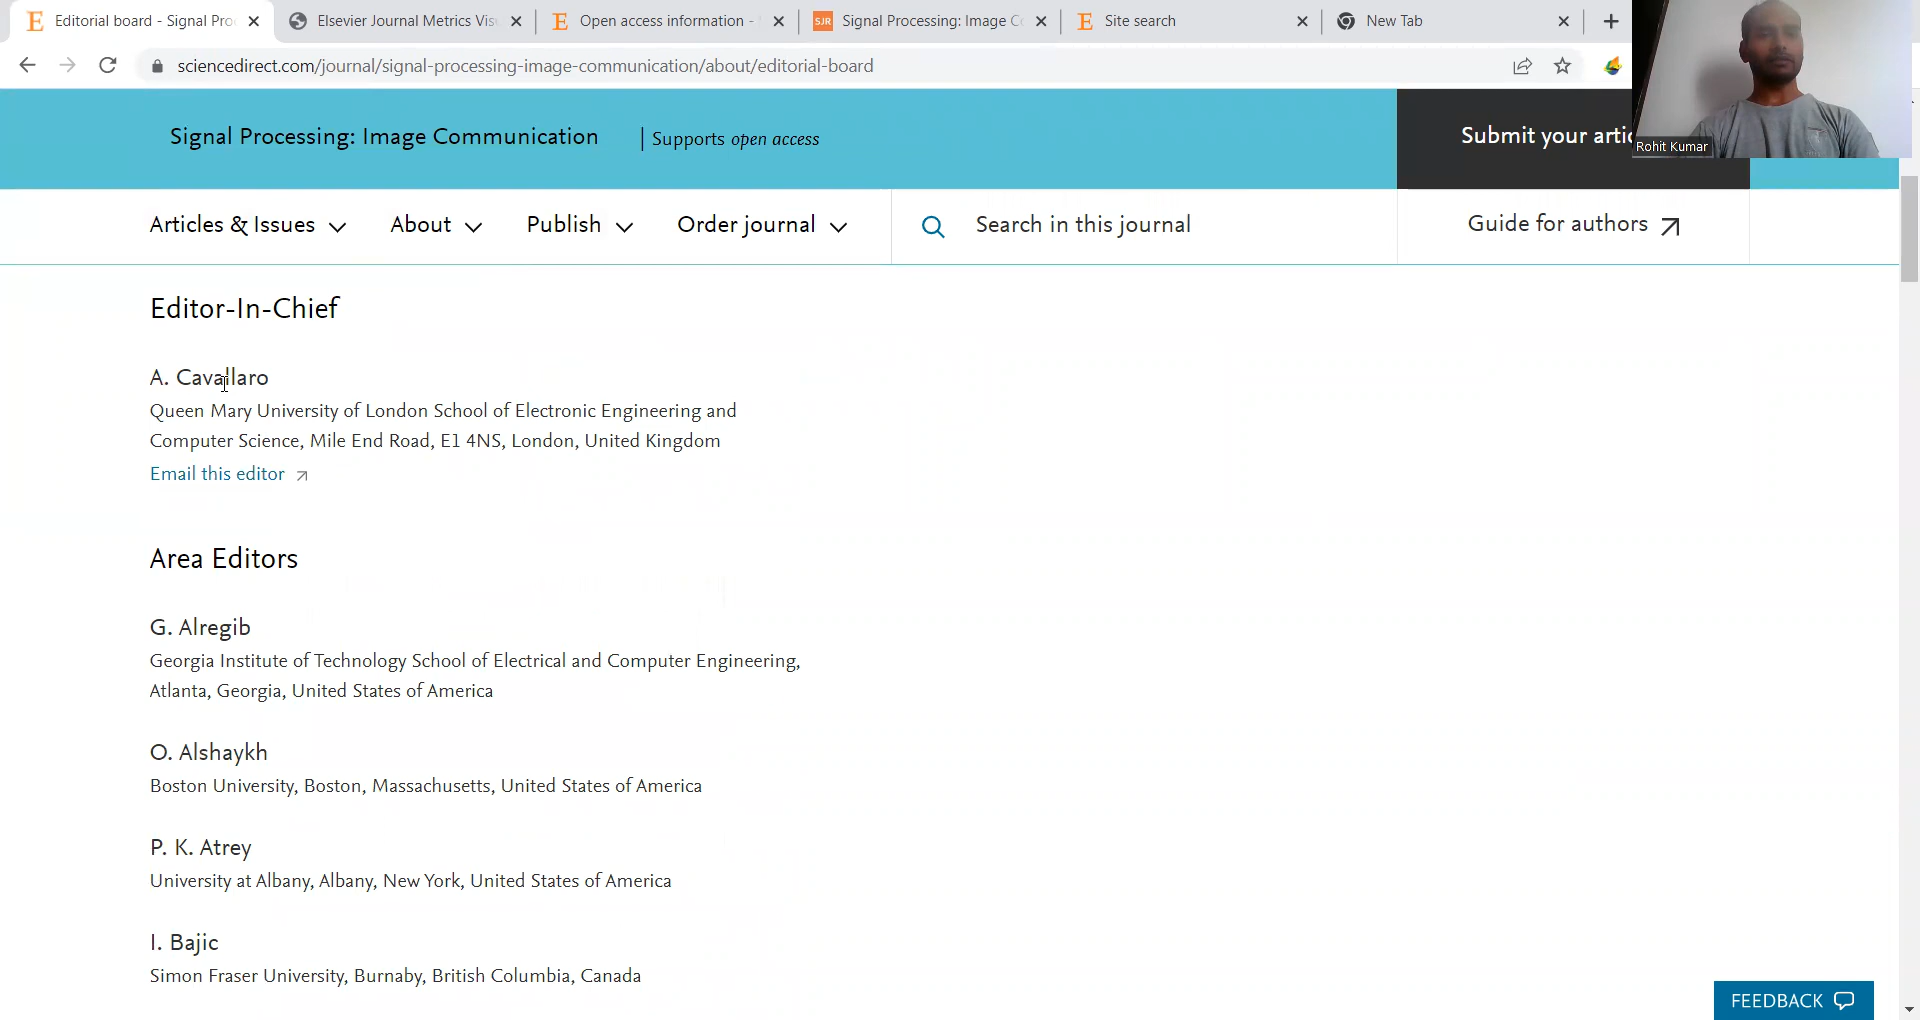 Editorial board - Signal Pro
Elsevier Journal Metrics Vis
Open access information -
SJR
Signal Processing: Image C
Site search
New Tab
sciencedirect.com/journal/signal-processing-image-communication/about/editorial-board
Signal Processing: Image Communication
Supports open access
Submit your artic
Rohit Kumar
Articles & Issues
About
Publish
Order journal
Search in this journal
Guide for authors
Editor-In-Chief
A. Cavallaro
Queen Mary University of London School of Electronic Engineering and
Computer Science, Mile End Road, E1 4NS, London, United Kingdom
Email this editor
Area Editors
G. Alregib
Georgia Institute of Technology School of Electrical and Computer Engineering,
Atlanta, Georgia, United States of America
O. Alshaykh
Boston University, Boston, Massachusetts, United States of America
P. K. Atrey
University at Albany, Albany, New York, United States of America
I. Bajic
Simon Fraser University, Burnaby, British Columbia, Canada
FEEDBACK